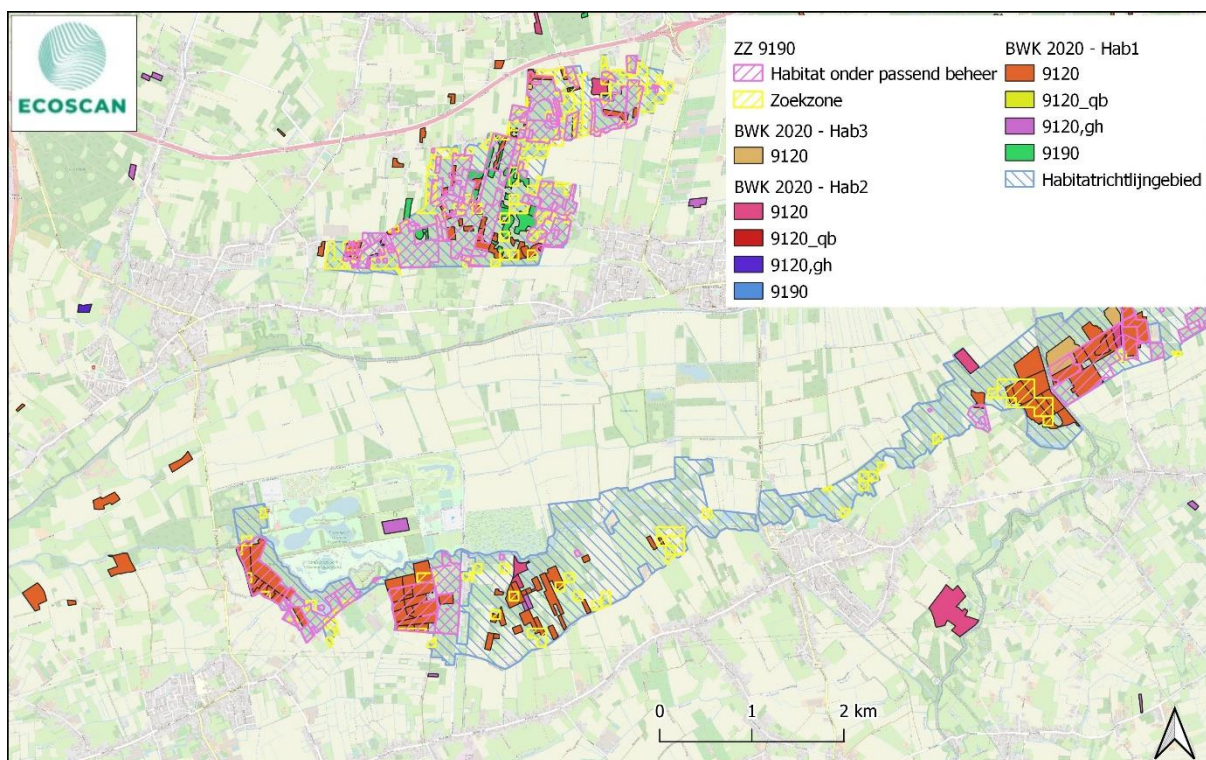 ECOSCAN
ZZ 9190
Habitat onder passend beheer
Zoekzone
BWK 2020 - Hab3
9120
BWK 2020 - Hab2
9120
9120_qb
9120,gh
9190
BWK 2020 - Hab1
9120
9120_qb
9120,gh
9190
Habitatrichtlijngebied
0 1 2 km